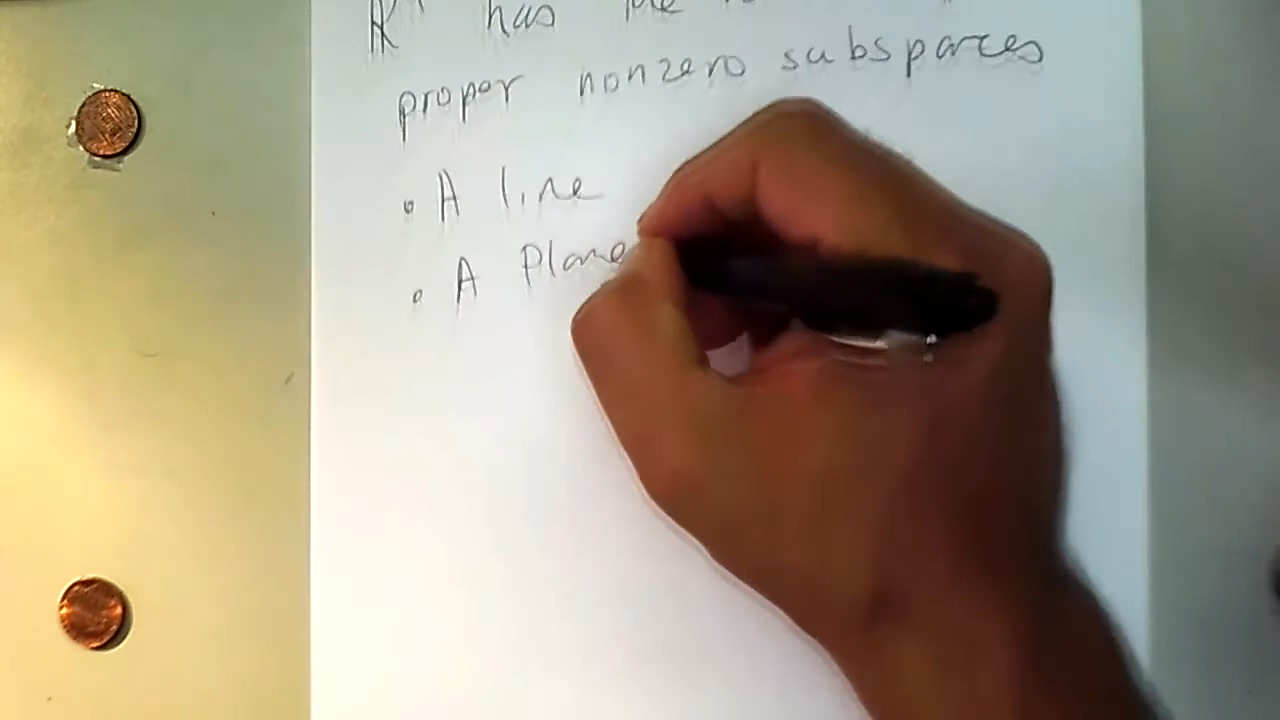 has
proper nonzero subspaces
• A line
• A Plane